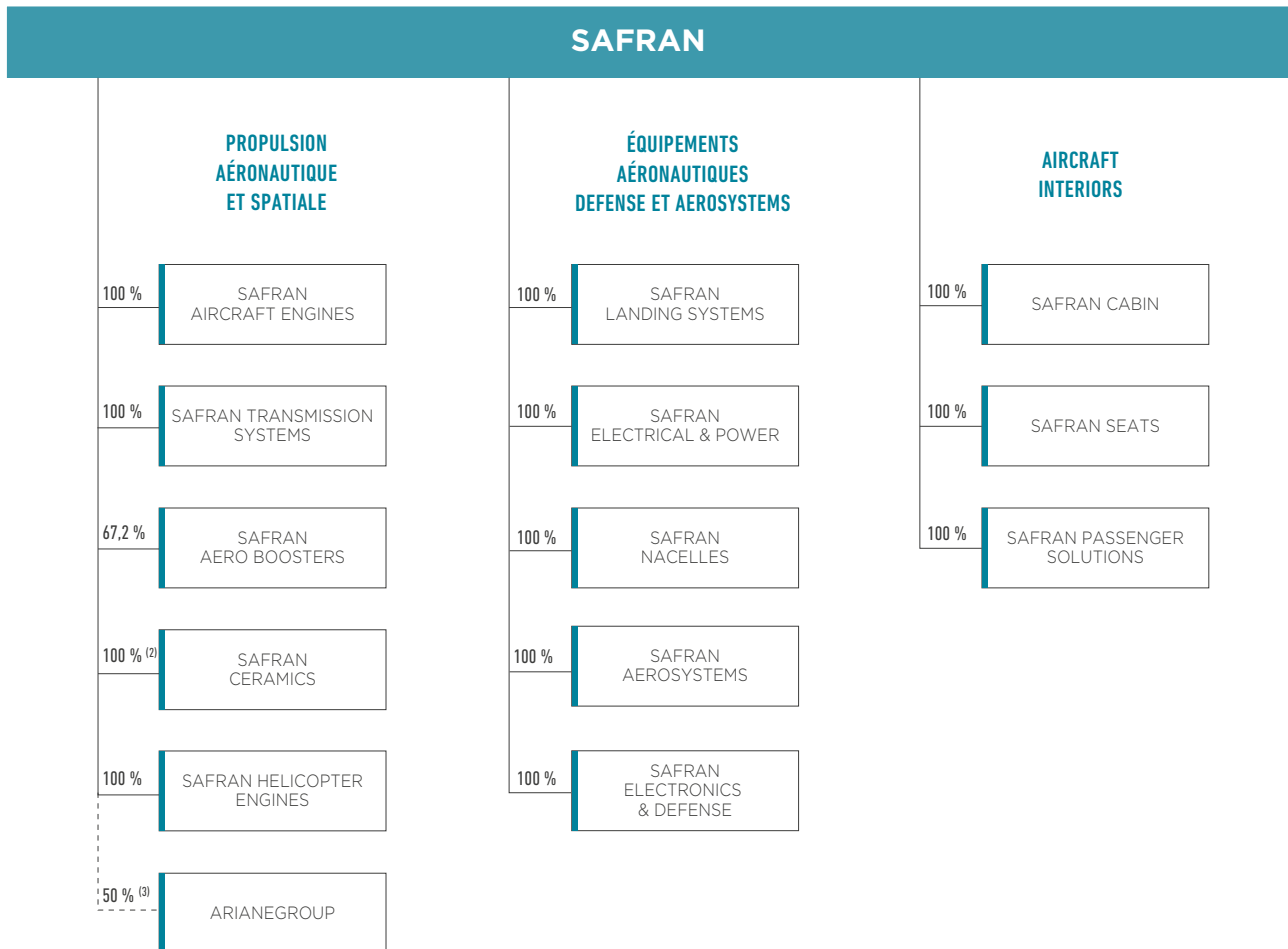 SAFRAN
PROPULSION
AÉRONAUTIQUE
ET SPATIALE
100 %
SAFRAN
AIRCRAFT ENGINES
100 %
SAFRAN TRANSMISSION
SYSTEMS
67,2 %
SAFRAN
AERO BOOSTERS
100 % (2)
SAFRAN
CERAMICS
100 %
SAFRAN HELICOPTER
ENGINES
50 % (3)
ARIANEGROUP
ÉQUIPEMENTS
AÉRONAUTIQUES
DEFENSE ET AEROSYSTEMS
100 %
SAFRAN
LANDING SYSTEMS
100 %
SAFRAN
ELECTRICAL & POWER
100 %
SAFRAN
NACELLES
100 %
SAFRAN
AEROSYSTEMS
100 %
SAFRAN
ELECTRONICS
& DEFENSE
AIRCRAFT
INTERIORS
100 %
SAFRAN CABIN
100 %
SAFRAN SEATS
100 %
SAFRAN PASSENGER
SOLUTIONS